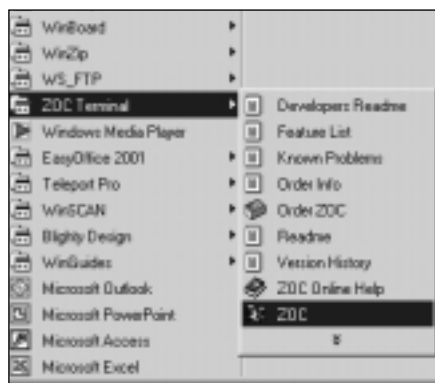 WinBoard
WinZip
WS_FTP
ZOC Terminal
Windows Media Player
EasyOffice 2001
Teleport Pro
WinSCAN
Blighty Design
WinGuides
Microsoft Outlook
Microsoft PowerPoint
Microsoft Access
Microsoft Excel
Developers Readme
Feature List
Known Problems
Order Info
Order ZOC
Readme
Version History
ZOC Online Help
ZOC